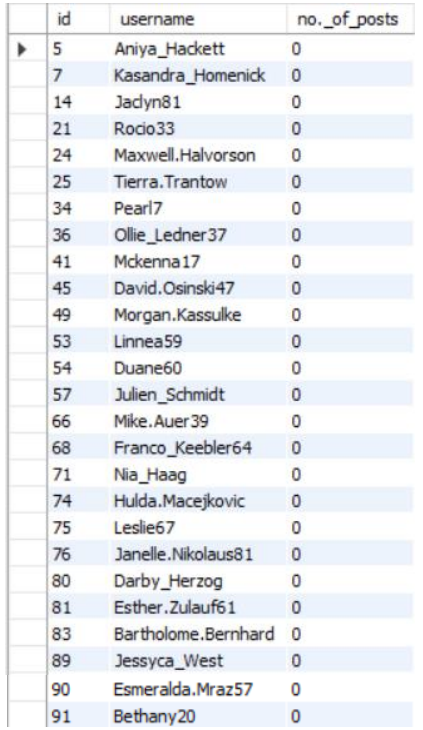 id username no._of_posts
5 Aniya_Hackett 0
7 Kasandra_Homenick 0
14 Jaclyn81 0
21 Rocio33 0
24 Maxwell.Halvorson 0
25 Tierra.Trantow 0
34 Pearl7 0
36 Ollie_Ledner37 0
41 Mckenna17 0
45 David.Osinski47 0
49 Morgan.Kassulke 0
53 Linnea59 0
54 Duane60 0
57 Julien_Schmidt 0
66 Mike.Auer39 0
68 Franco_Keebler64 0
71 Nia_Haag 0
74 Hulda.Macejkovic 0
75 Leslie67 0
76 Janelle.Nikolaus81 0
80 Darby_Herzog 0
81 Esther.Zulauf61 0
83 Bartholome.Bernhard 0
89 Jessyca_West 0
90 Esmeralda.Mraz57 0
91 Bethany20 0